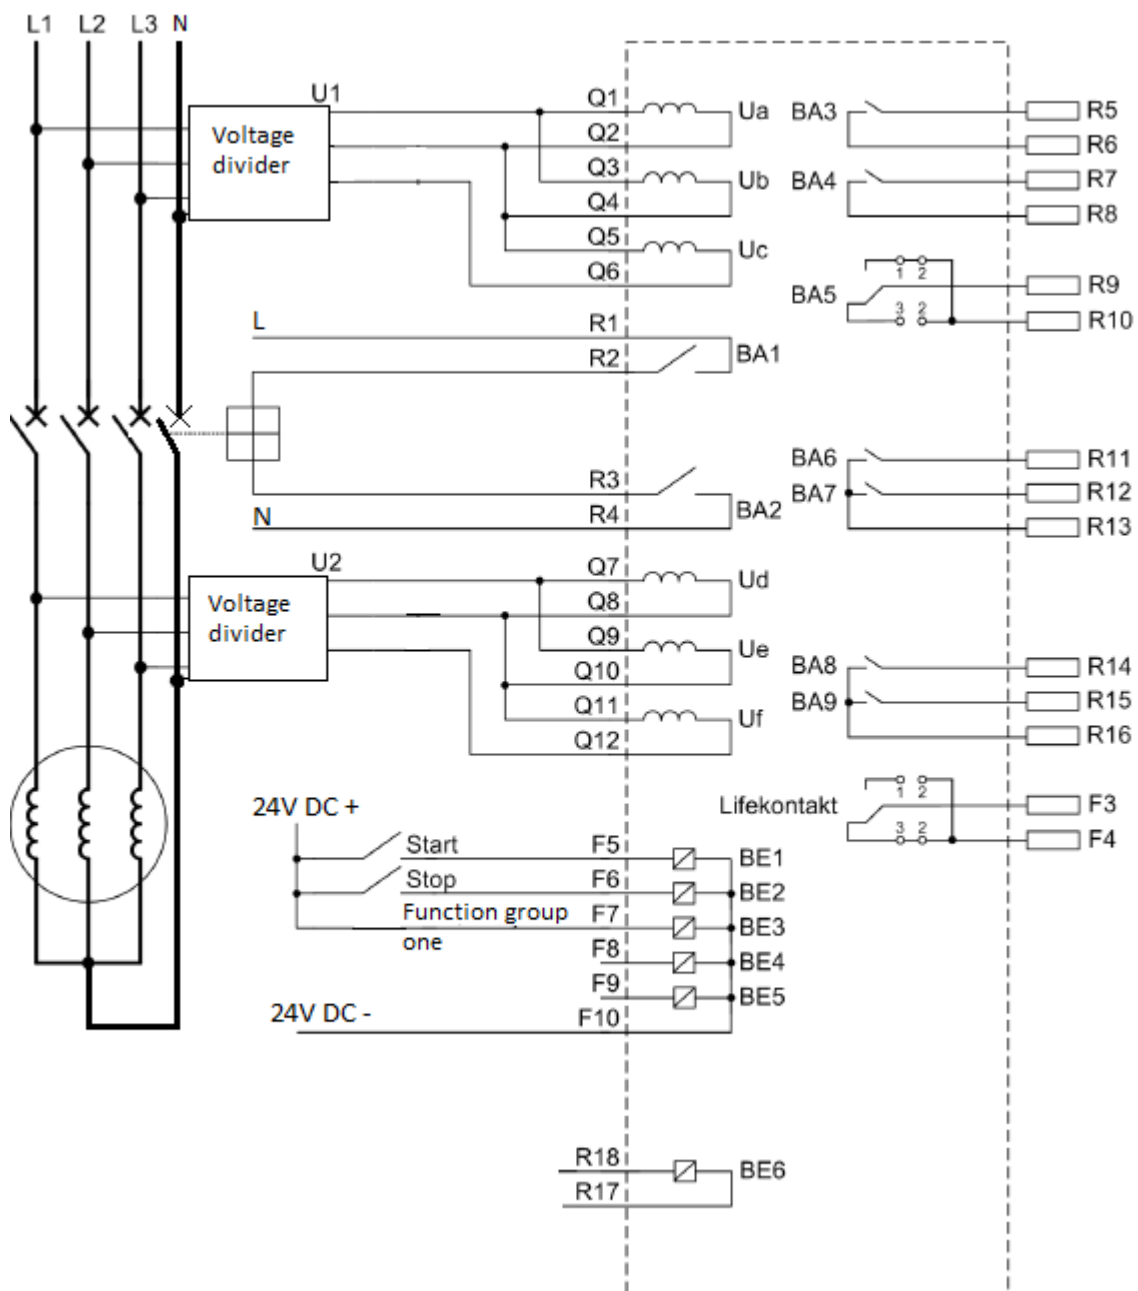 L1 L2 L3 N
U1
Voltage
divider
Q1
Q2
Q3
Q4
Q5
Q6
Ua
Ub
Uc
BA3
BA4
1 2
BA5
3 2
R5
R6
R7
R8
R9
R10
L
R1
R2
BA1
R3
N
R4
BA2
BA6
BA7
R11
R12
R13
U2
Voltage
divider
Q7
Q8
Q9
Q10
Q11
Q12
Ud
Ue
Uf
BA8
BA9
R14
R15
R16
1 2
Lifekontakt
3 2
F3
F4
24V DC +
Start
Stop
Function group
one
F5
F6
F7
F8
F9
F10
BE1
BE2
BE3
BE4
BE5
24V DC -
R18
R17
BE6